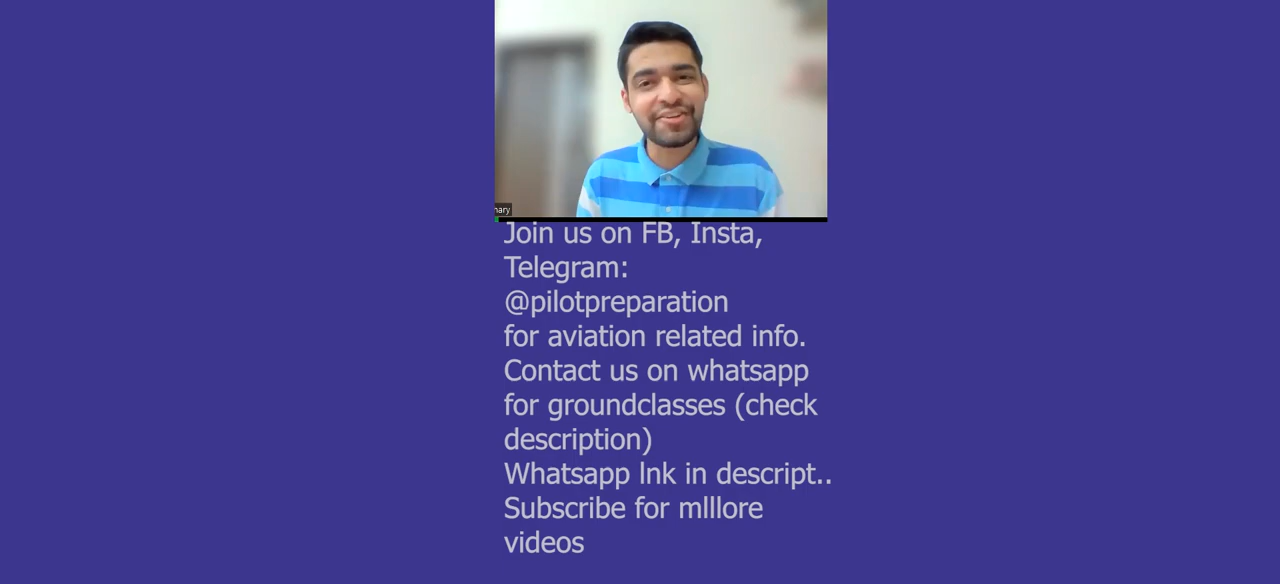 nary
Join us on FB, Insta,
Telegram:
@pilotpreparation
for aviation related info.
Contact us on whatsapp
for groundclasses (check
description)
Whatsapp lnk in descript..
Subscribe for mlllore
videos